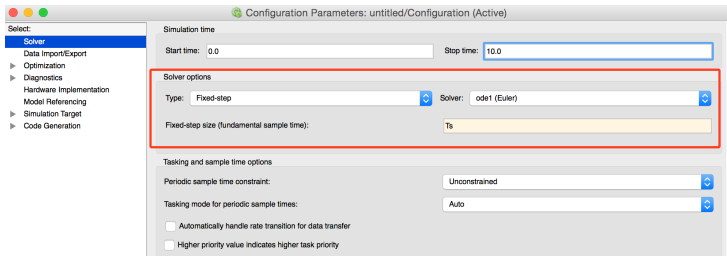 Configuration Parameters: untitled/Configuration (Active)
Select:
Solver
Data Import/Export
Optimization
Diagnostics
Hardware Implementation
Model Referencing
Simulation Target
Code Generation
Simulation time
Start time: 0.0 Stop time: 10.0
Solver options
Type: Fixed-step Solver: ode1 (Euler)
Fixed-step size (fundamental sample time): Ts
Tasking and sample time options
Periodic sample time constraint: Unconstrained
Tasking mode for periodic sample times: Auto
Automatically handle rate transition for data transfer
Higher priority value indicates higher task priority